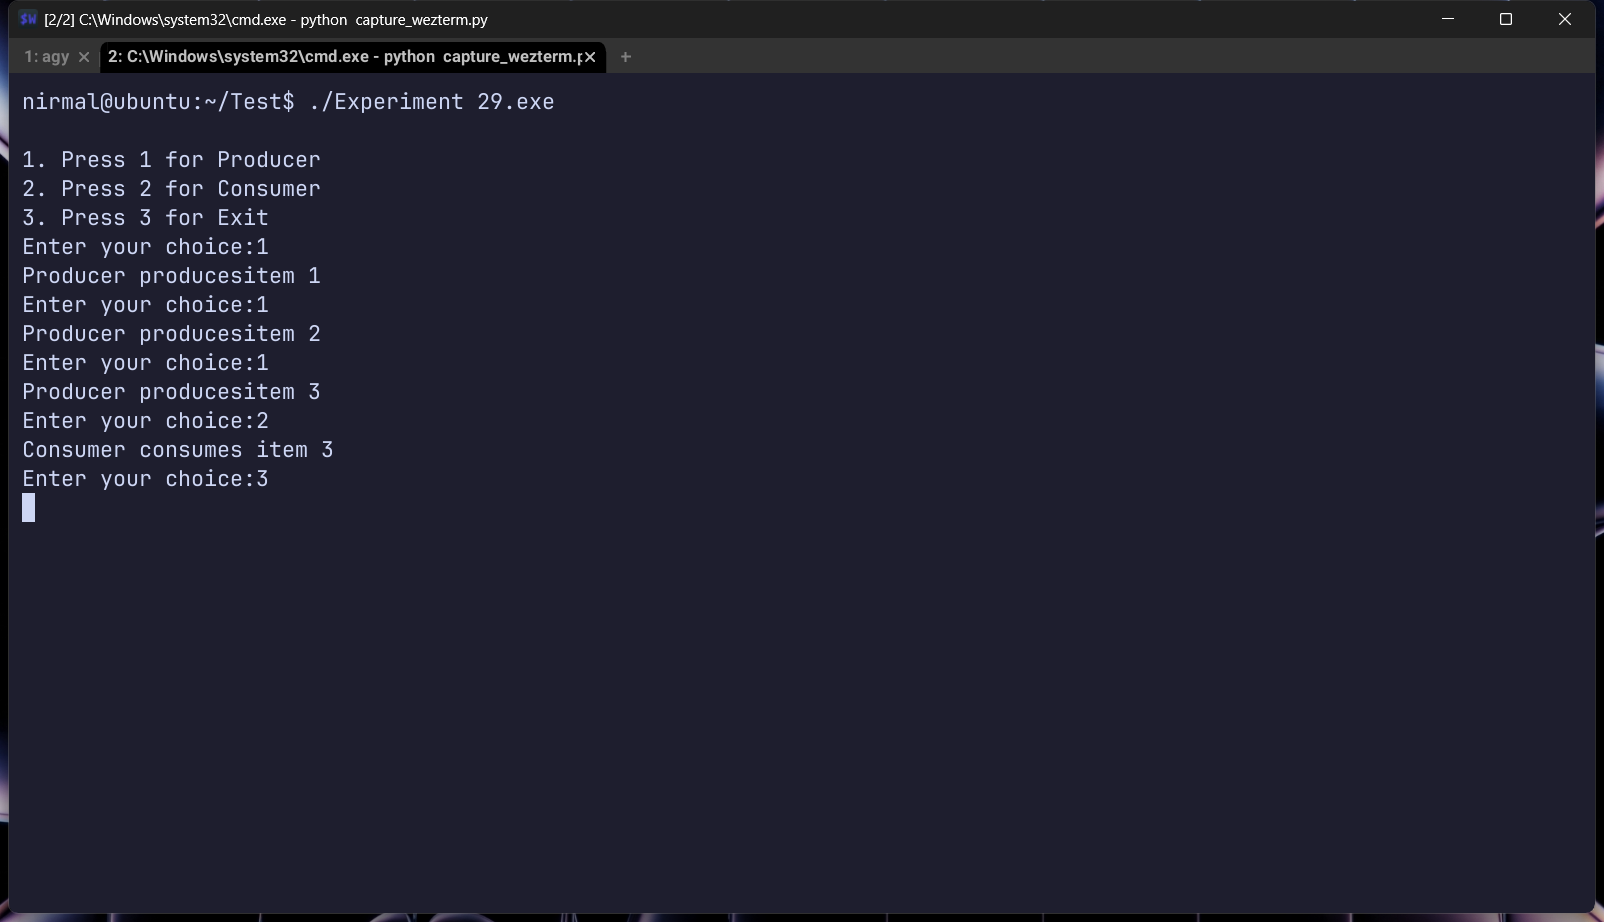 [2/2] C:\Windows\system32\cmd.exe - python  capture_wezterm.py
1: agy
2: C:\Windows\system32\cmd.exe - python  capture_wezterm.p
nirmal@ubuntu:~/Test$ ./Experiment 29.exe
1. Press 1 for Producer
2. Press 2 for Consumer
3. Press 3 for Exit
Enter your choice:1
Producer producesitem 1
Enter your choice:1
Producer producesitem 2
Enter your choice:1
Producer producesitem 3
Enter your choice:2
Consumer consumes item 3
Enter your choice:3